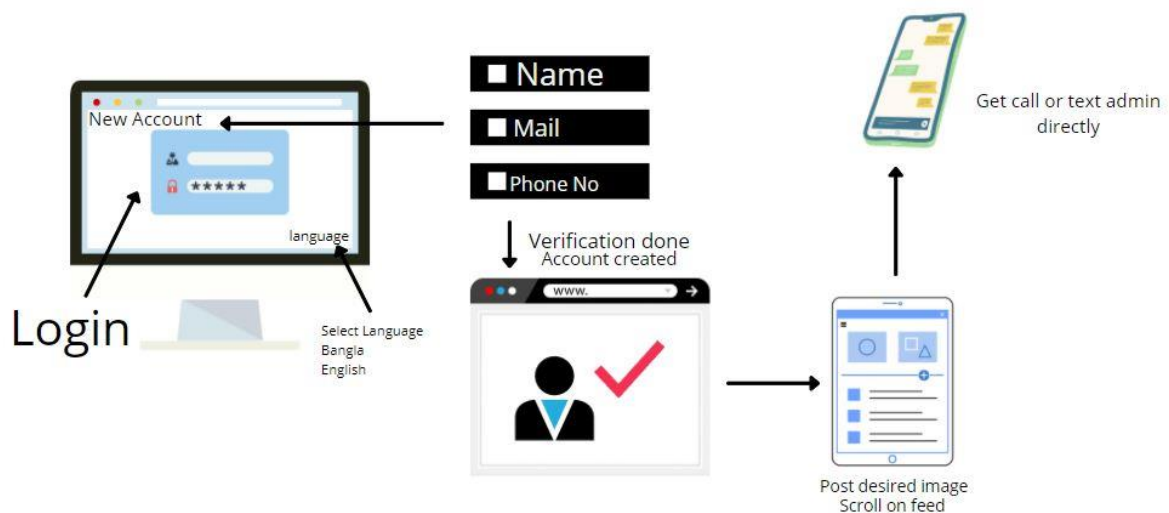 New Account
*****
language
Login
Select Language
Bangla
English
Name
Mail
Phone No
Verification done
Account created
www.
Post desired image
Scroll on feed
Get call or text admin
directly